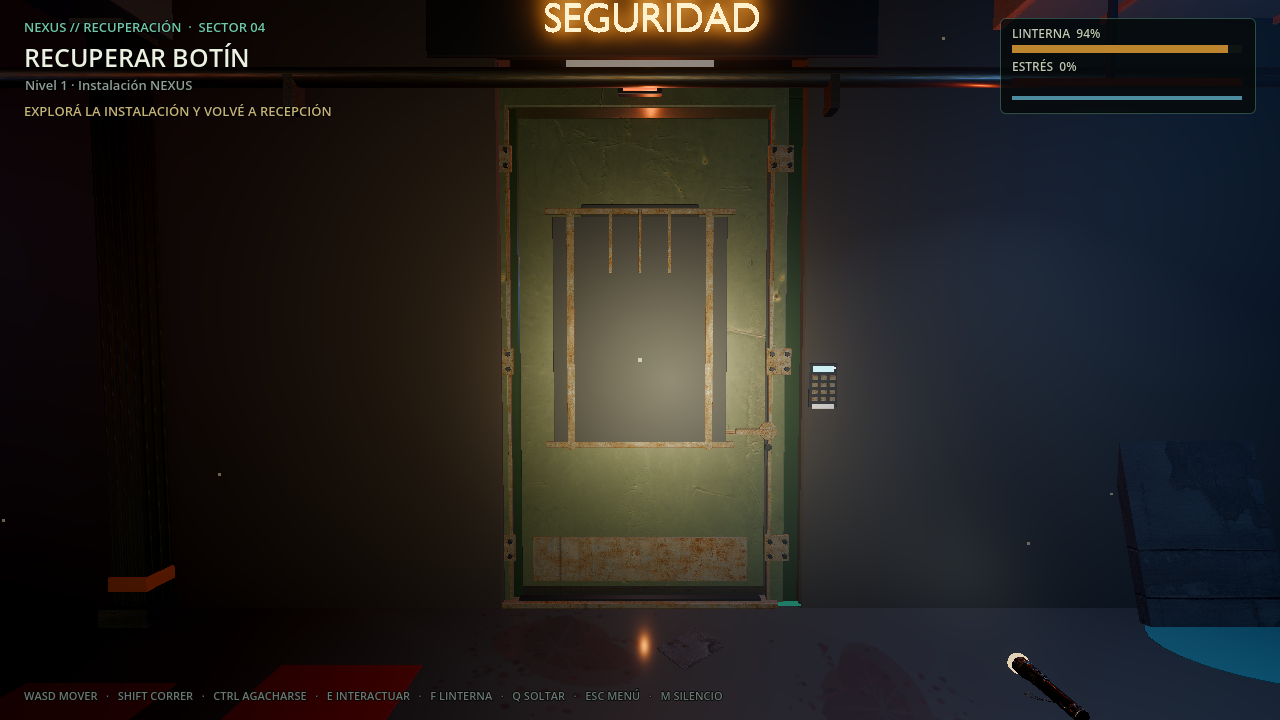 SEGURIDAD
NEXUS // RECUPERACIÓN · SECTOR 04
RECUPERAR BOTÍN
Nivel 1 · Instalación NEXUS
EXPLORÁ LA INSTALACIÓN Y VOLVÉ A RECEPCIÓN
LINTERNA 94%
ESTRÉS 0%
WASD MOVER · SHIFT CORRER · CTRL AGACHARSE · E INTERACTUAR · F LINTERNA · Q SOLTAR · ESC MENÚ · M SILENCIO